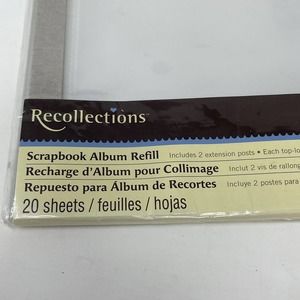 Recollections™
Scrapbook Album Refill Includes 2 extension posts • Each top-lo
Recharge d'Album pour Collimage Inclut 2 vis de rallong
Repuesto para Álbum de Recortes Incluye 2 postes para
20 sheets / feuilles / hojas